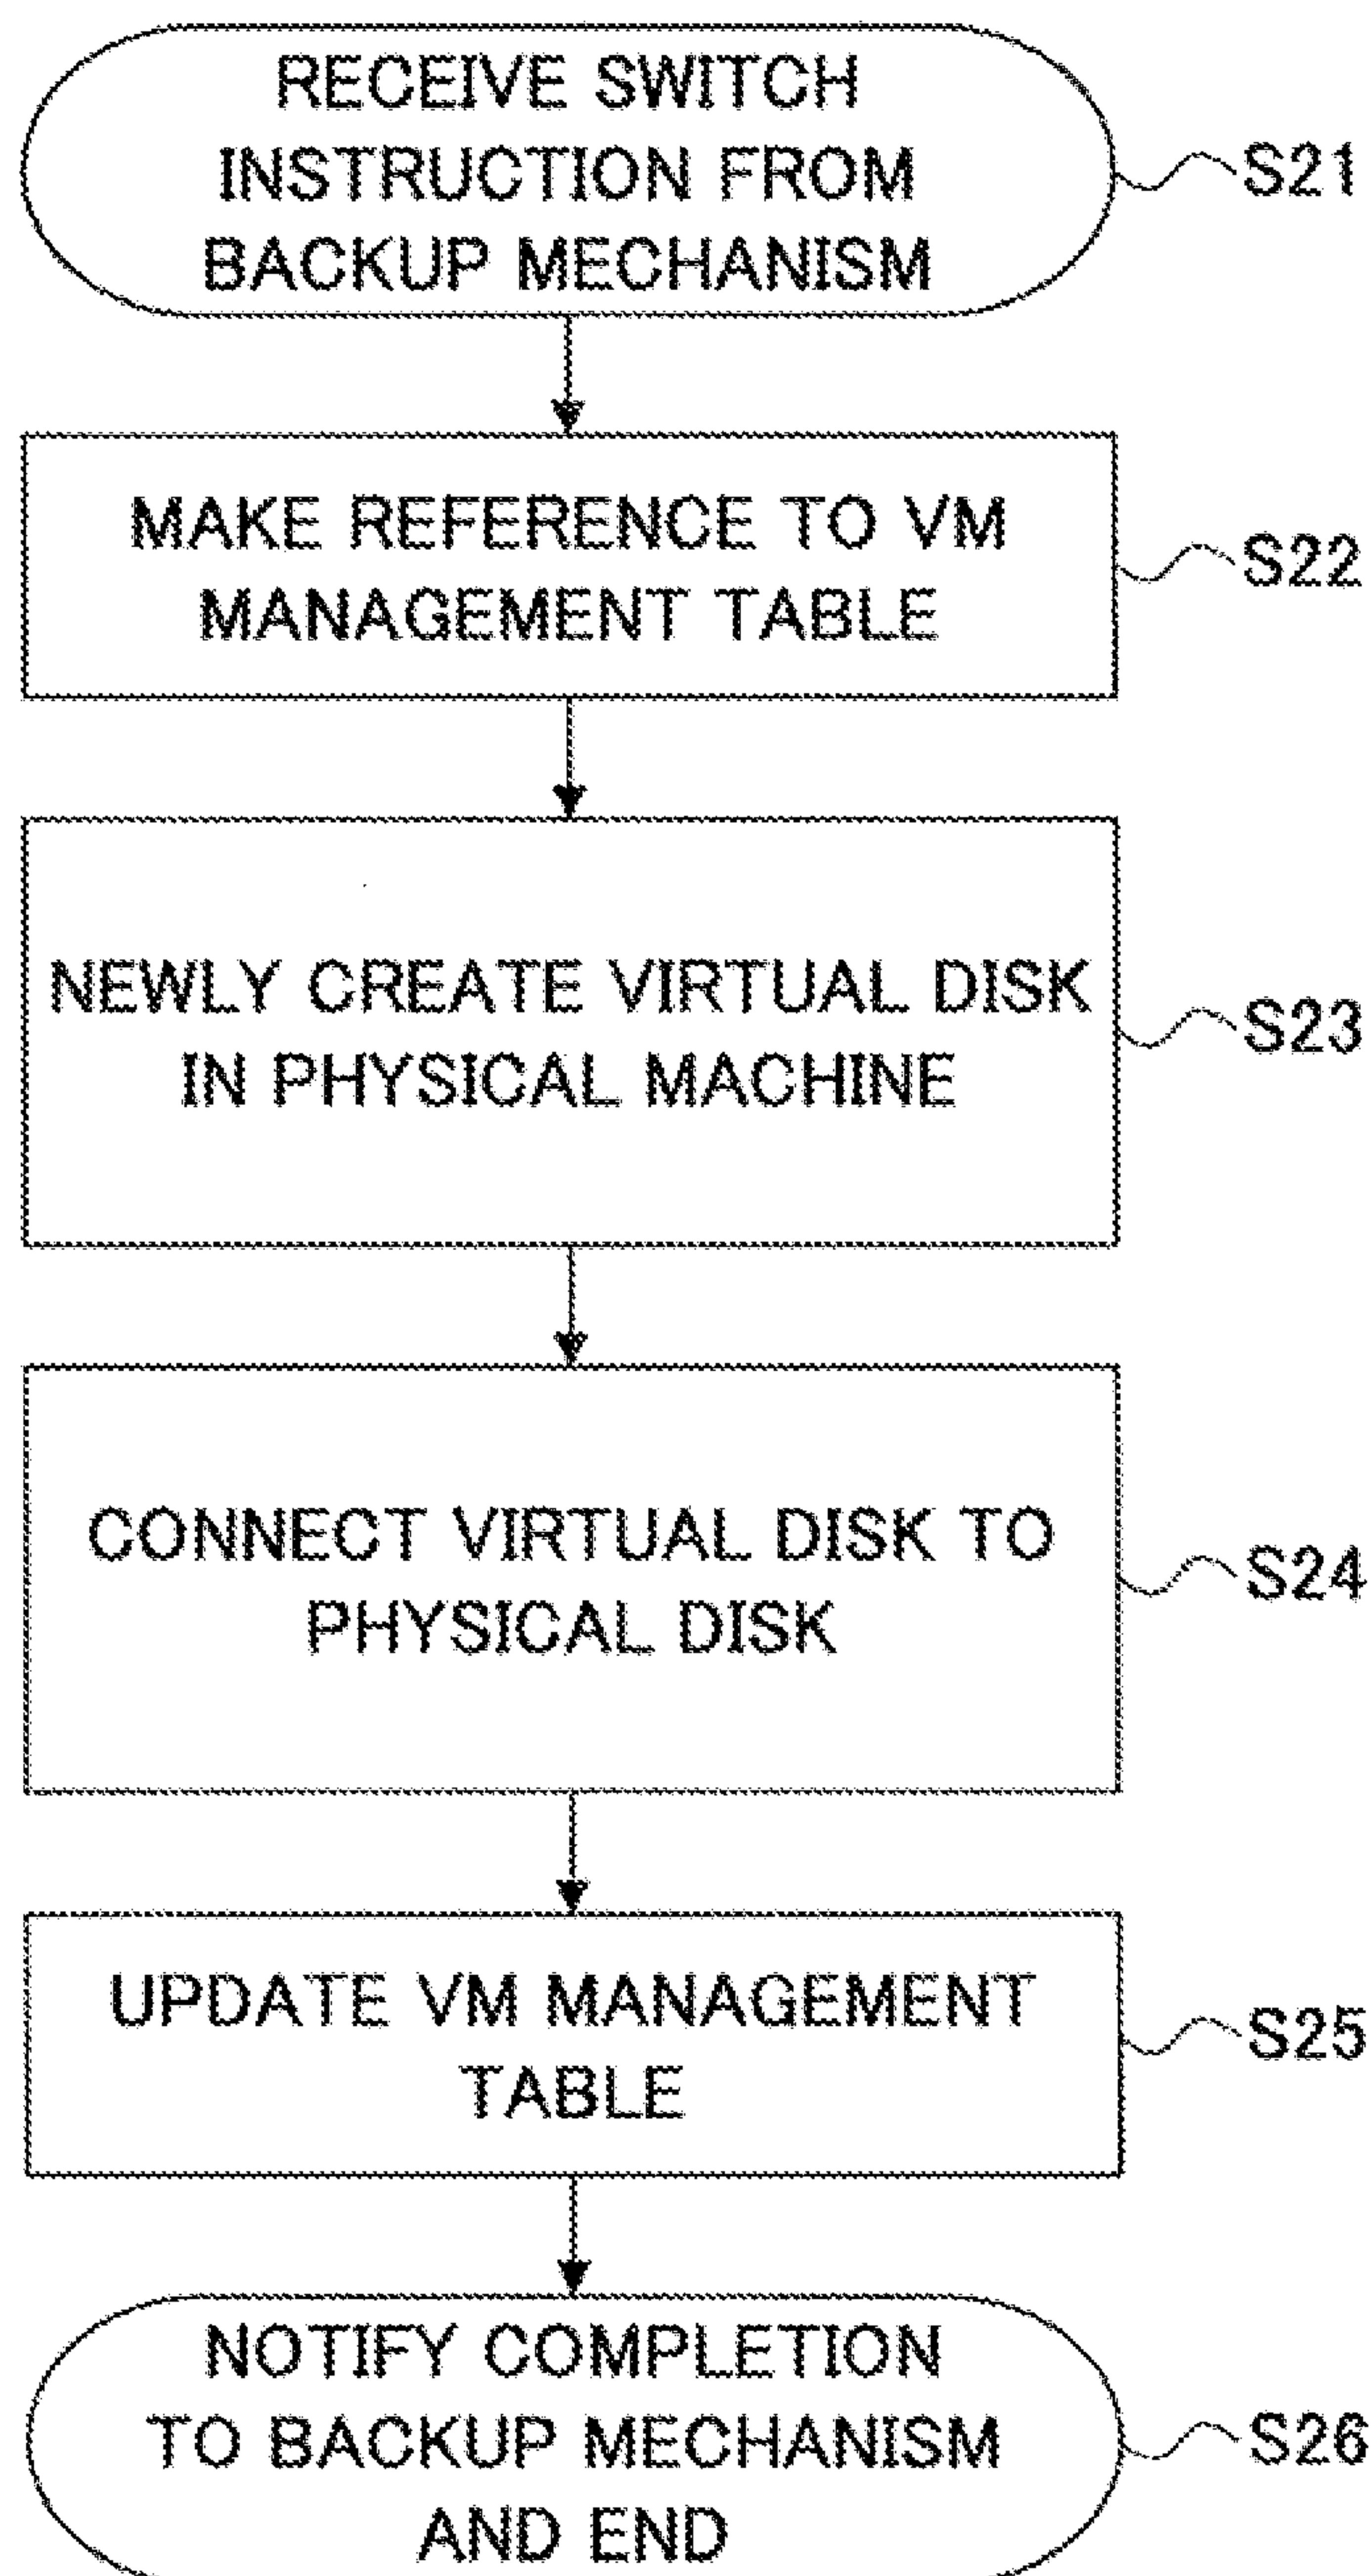 RECEIVE SWITCH
INSTRUCTION FROM
BACKUP MECHANISM
S21
MAKE REFERENCE TO VM
MANAGEMENT TABLE
S22
NEWLY CREATE VIRTUAL DISK
IN PHYSICAL MACHINE
S23
CONNECT VIRTUAL DISK TO
PHYSICAL DISK
S24
UPDATE VM MANAGEMENT
TABLE
S25
NOTIFY COMPLETION
TO BACKUP MECHANISM
AND END
S26